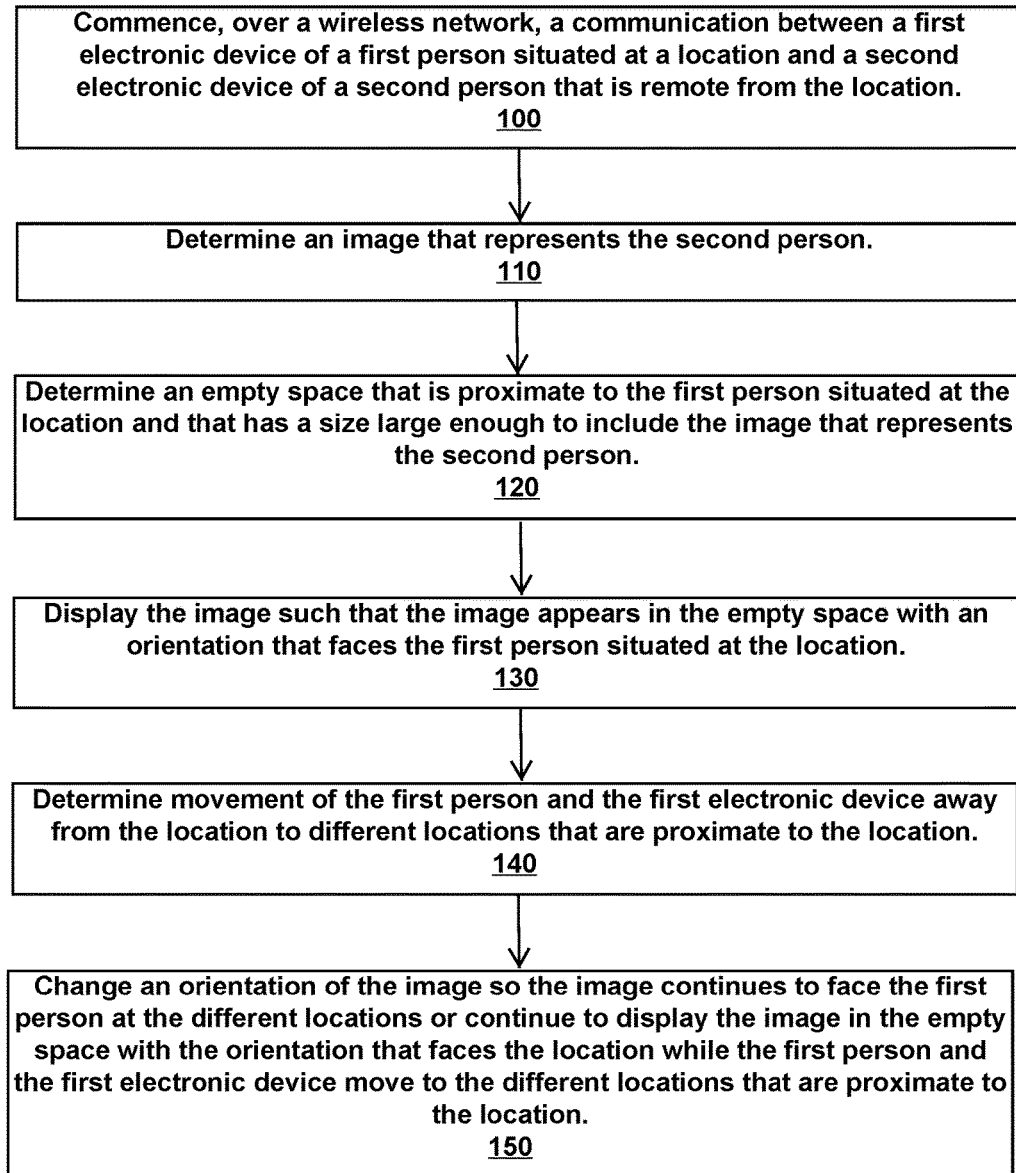 Commence, over a wireless network, a communication between a first
electronic device of a first person situated at a location and a second
electronic device of a second person that is remote from the location.
100
Determine an image that represents the second person.
110
Determine an empty space that is proximate to the first person situated at the
location and that has a size large enough to include the image that represents
the second person.
120
Display the image such that the image appears in the empty space with an
orientation that faces the first person situated at the location.
130
Determine movement of the first person and the first electronic device away
from the location to different locations that are proximate to the location.
140
Change an orientation of the image so the image continues to face the first
person at the different locations or continue to display the image in the empty
space with the orientation that faces the location while the first person and
the first electronic device move to the different locations that are proximate to
the location.
150